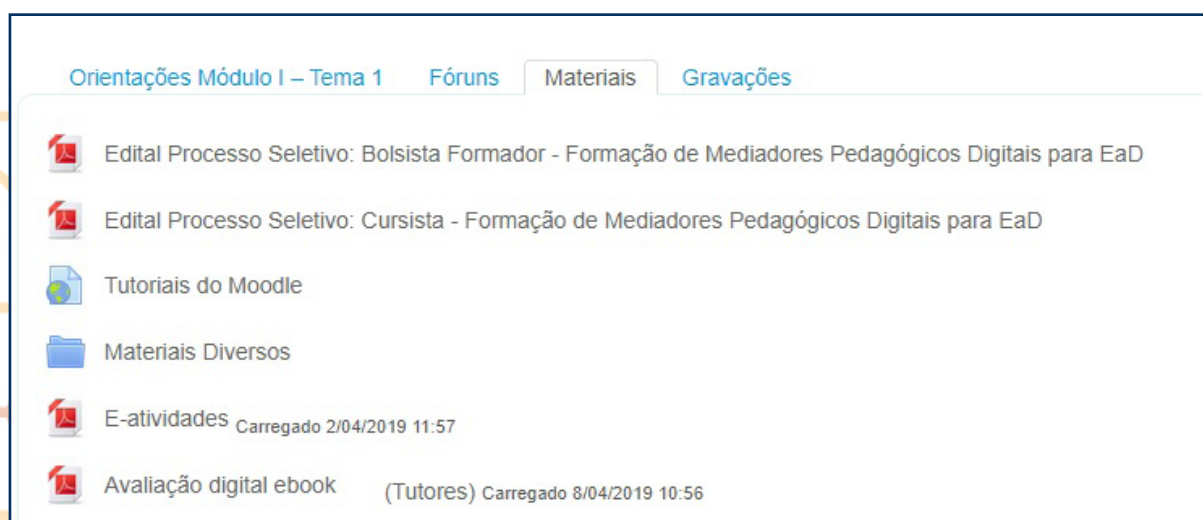 Orientações Módulo I – Tema 1 Fóruns Materiais Gravações
Edital Processo Seletivo: Bolsista Formador - Formação de Mediadores Pedagógicos Digitais para EaD
Edital Processo Seletivo: Cursista - Formação de Mediadores Pedagógicos Digitais para EaD
Tutoriais do Moodle
Materiais Diversos
E-atividades Carregado 2/04/2019 11:57
Avaliação digital ebook (Tutores) Carregado 8/04/2019 10:56